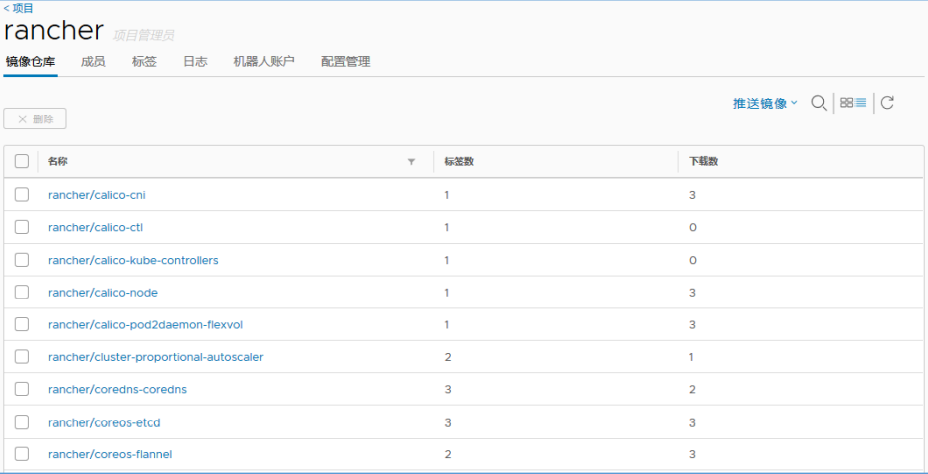 < 项目
rancher 项目管理员
镜像仓库 成员 标签 日志 机器人账户 配置管理
推送镜像
× 删除
名称 标签数 下载数
rancher/calico-cni 1 3
rancher/calico-ctl 1 0
rancher/calico-kube-controllers 1 0
rancher/calico-node 1 3
rancher/calico-pod2daemon-flexvol 1 3
rancher/cluster-proportional-autoscaler 2 1
rancher/coredns-coredns 3 2
rancher/coreos-etcd 3 3
rancher/coreos-flannel 2 3